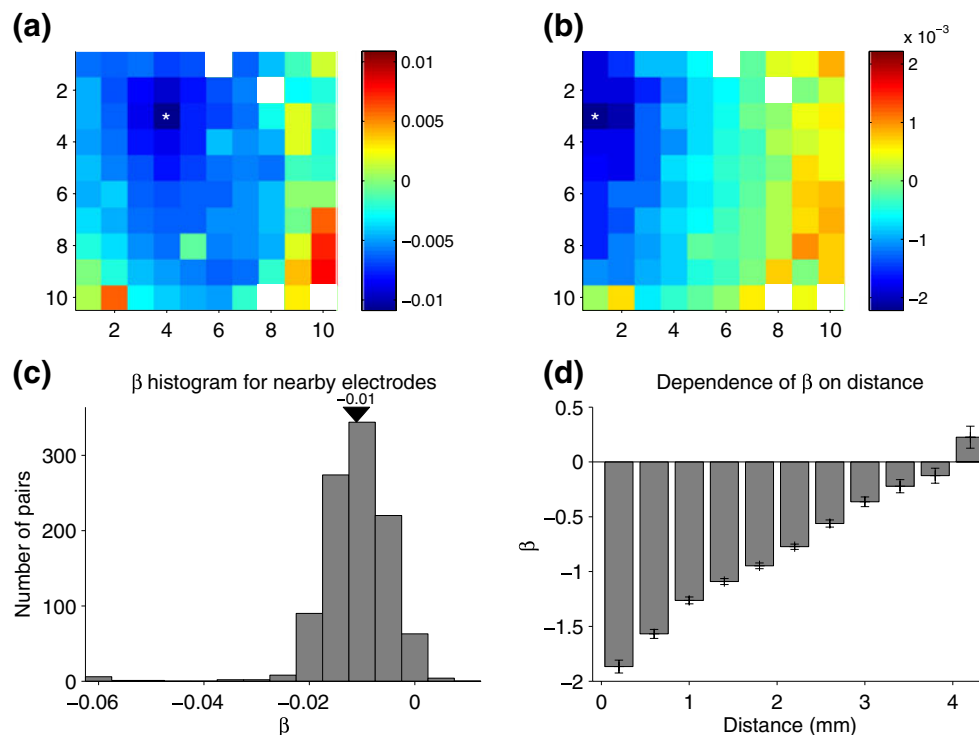 (a)
2
4
6
8
10
2 4 6 8 10
*
0.01
0.005
0
−0.005
−0.01
(b)
x 10⁻³
2
4
6
8
10
2 4 6 8 10
*
2
1
0
−1
−2
(c)
β histogram for nearby electrodes
−0.01
Number of pairs
300
200
100
0
−0.06 −0.04 −0.02 0
β
(d)
Dependence of β on distance
β
0.5
0
−0.5
−1
−1.5
−2
0 1 2 3 4
Distance (mm)